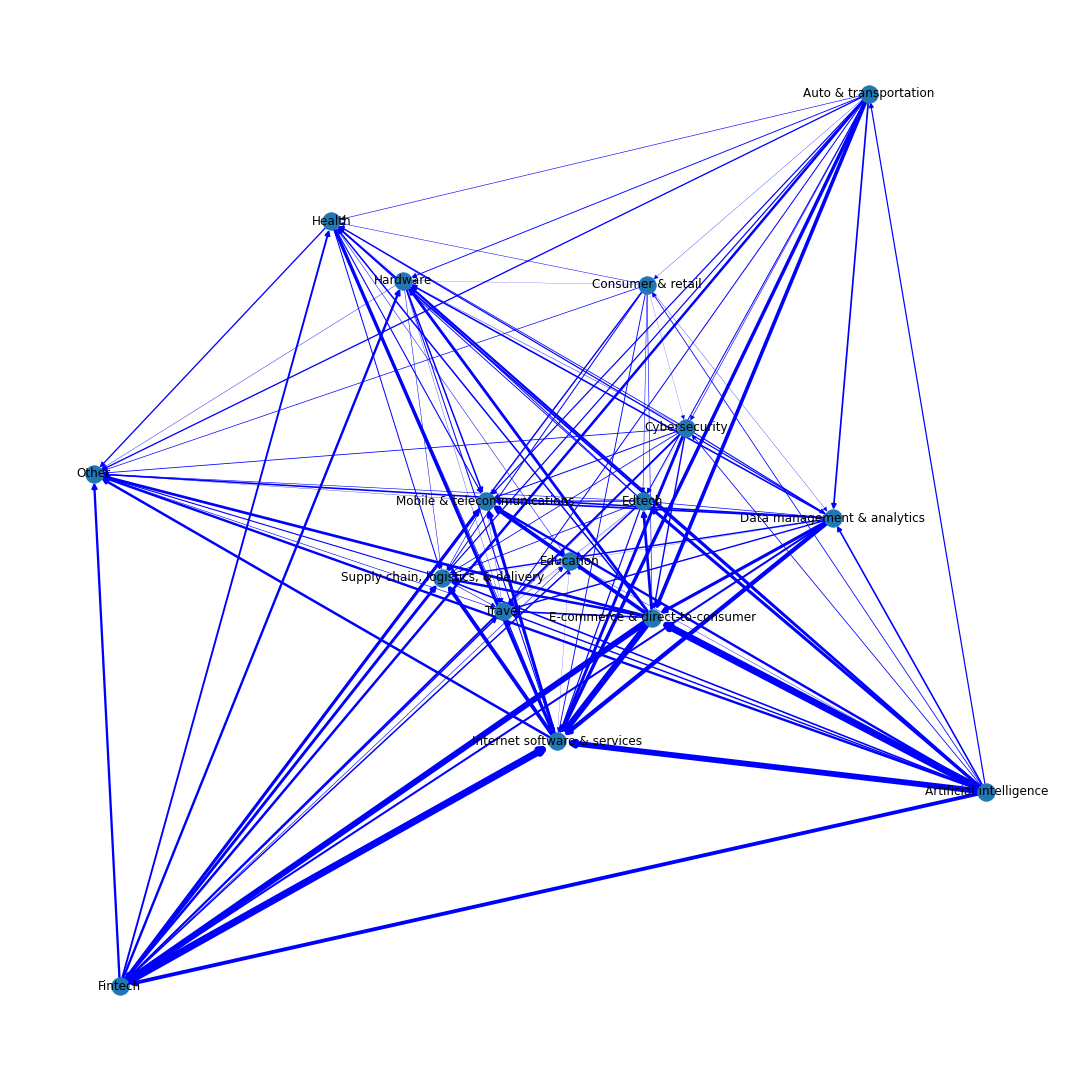 Auto & transportation
Health
Hardware
Consumer & retail
Cybersecurity
Other
Mobile & telecommunications
Edtech
Data management & analytics
Education
Supply chain, logistics, & delivery
Travel
E-commerce & direct-to-consumer
Internet software & services
Artificial intelligence
Fintech